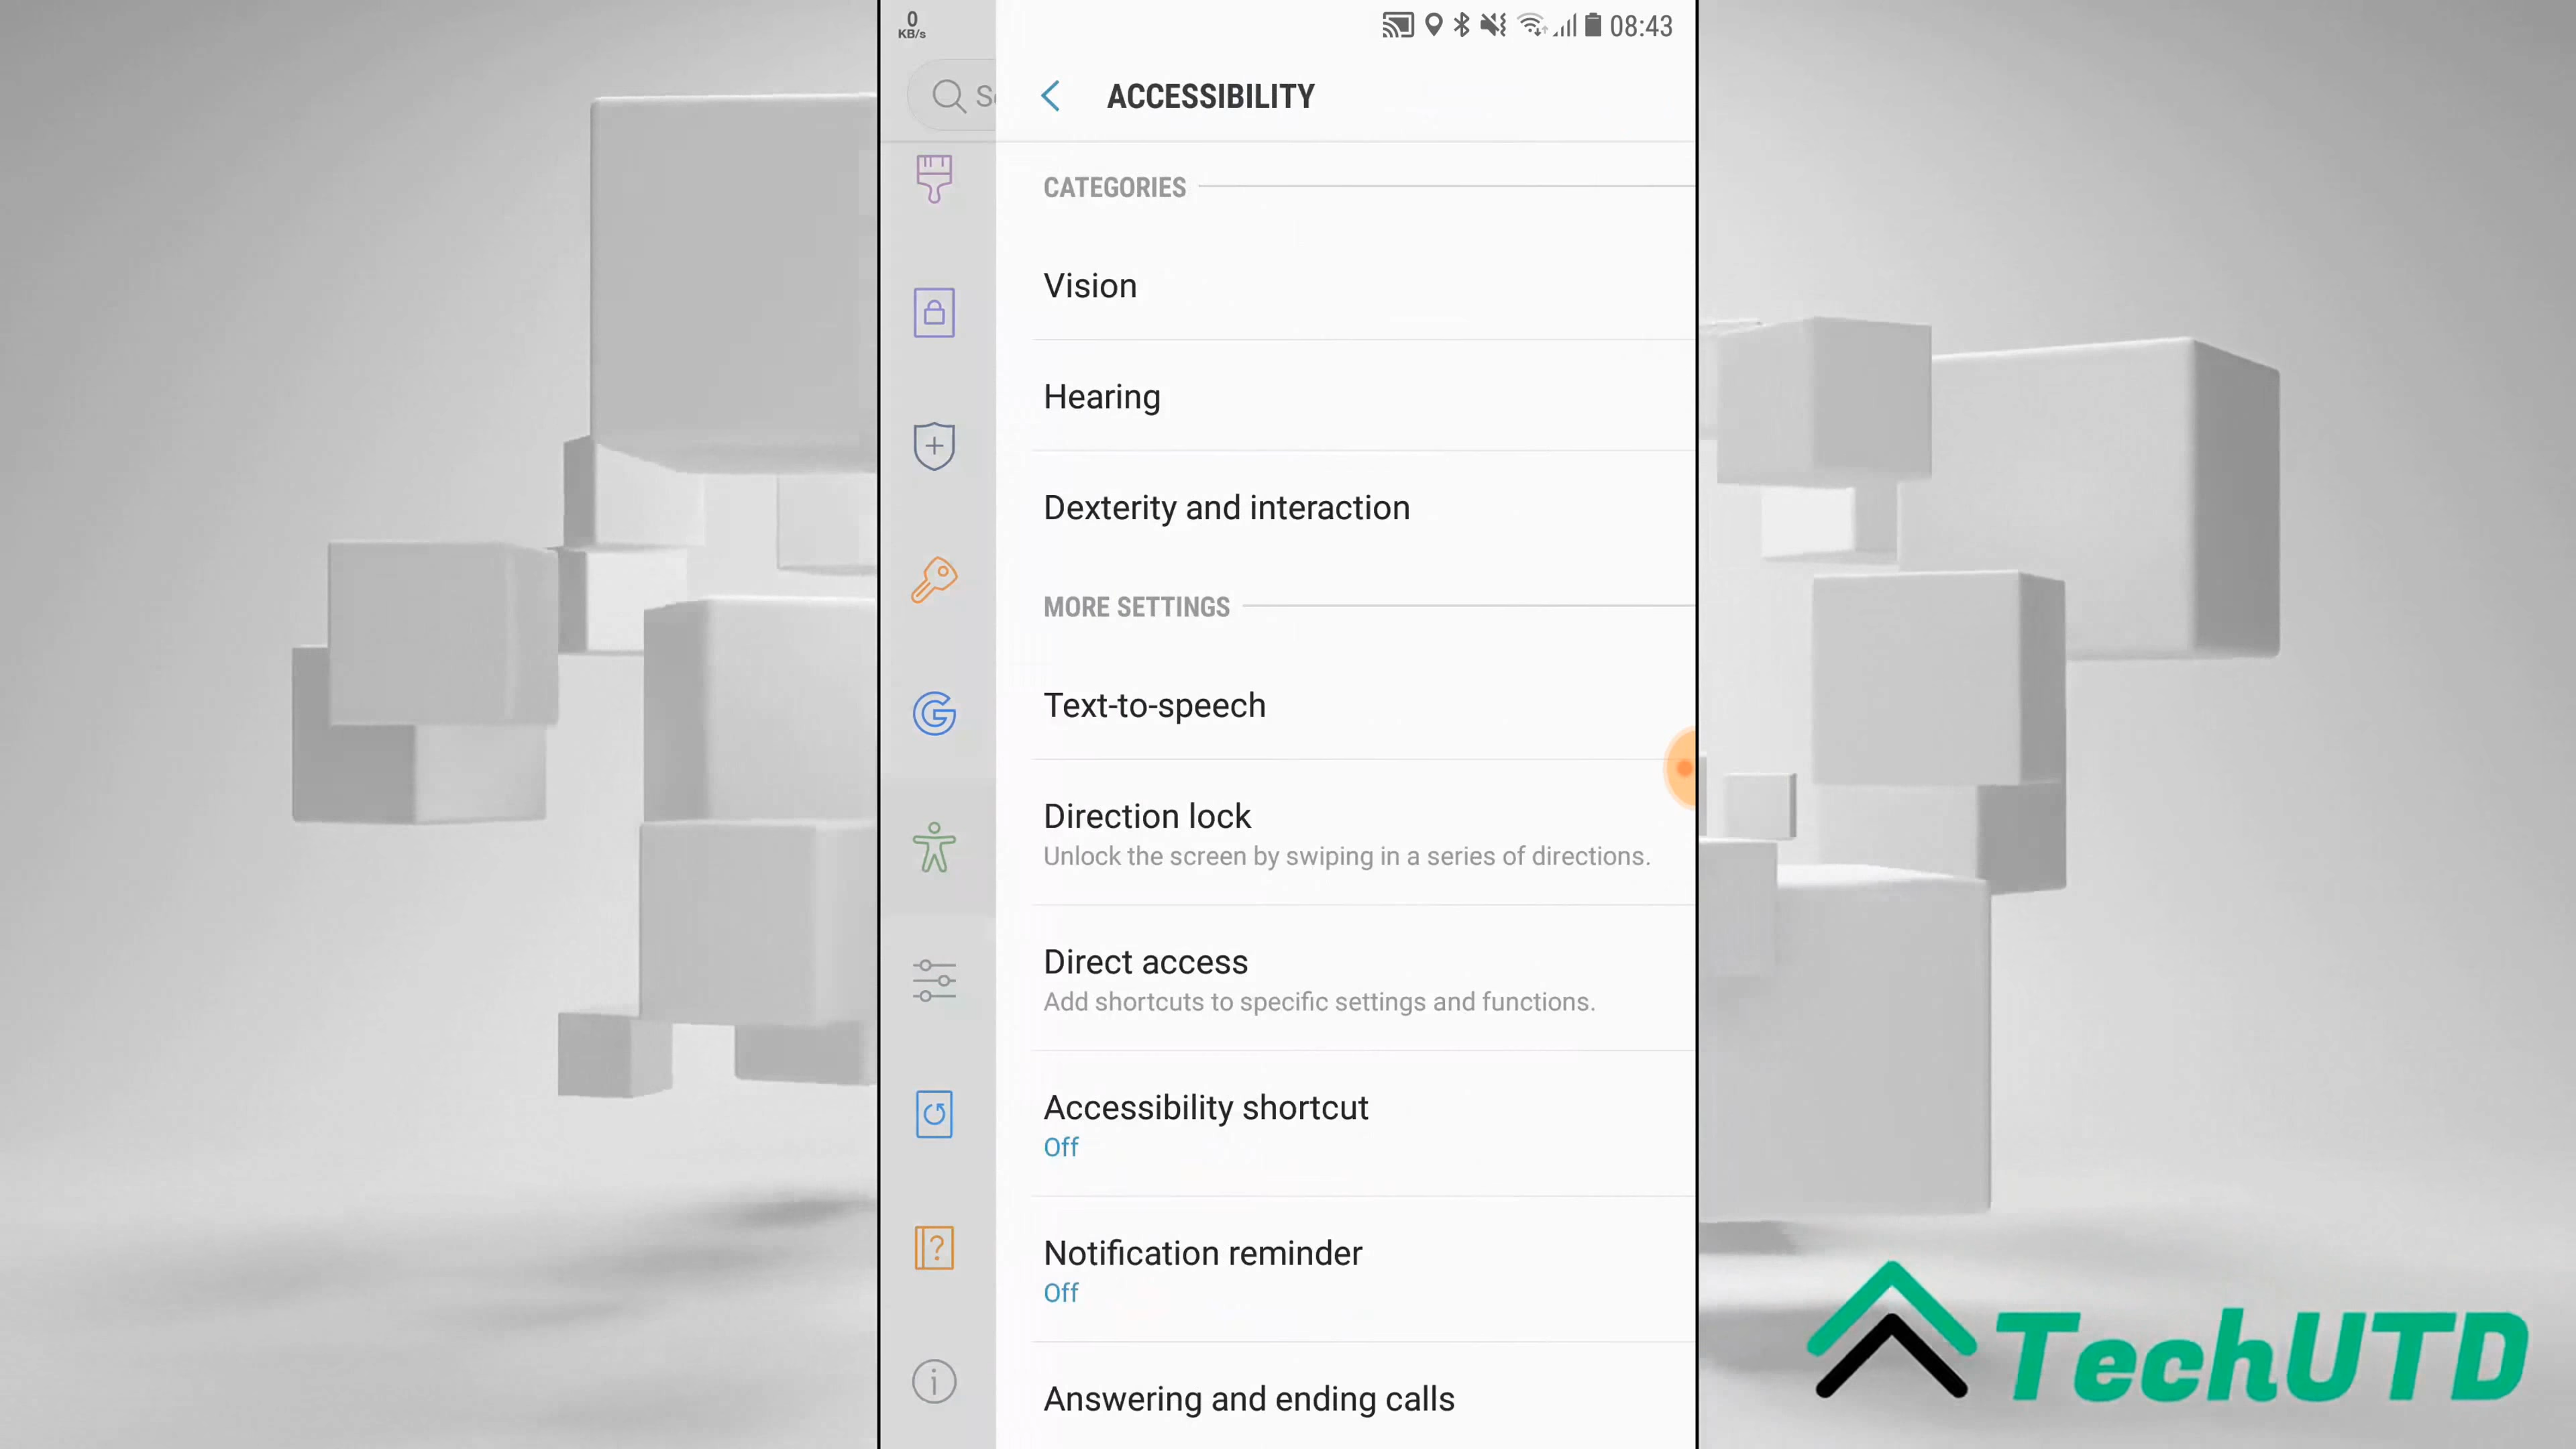 0
KB/s
08:43
ACCESSIBILITY
CATEGORIES
Vision
Hearing
Dexterity and interaction
MORE SETTINGS
Text-to-speech
Direction lock
Unlock the screen by swiping in a series of directions.
Direct access
Add shortcuts to specific settings and functions.
Accessibility shortcut
Off
Notification reminder
Off
Answering and ending calls
TechUTD